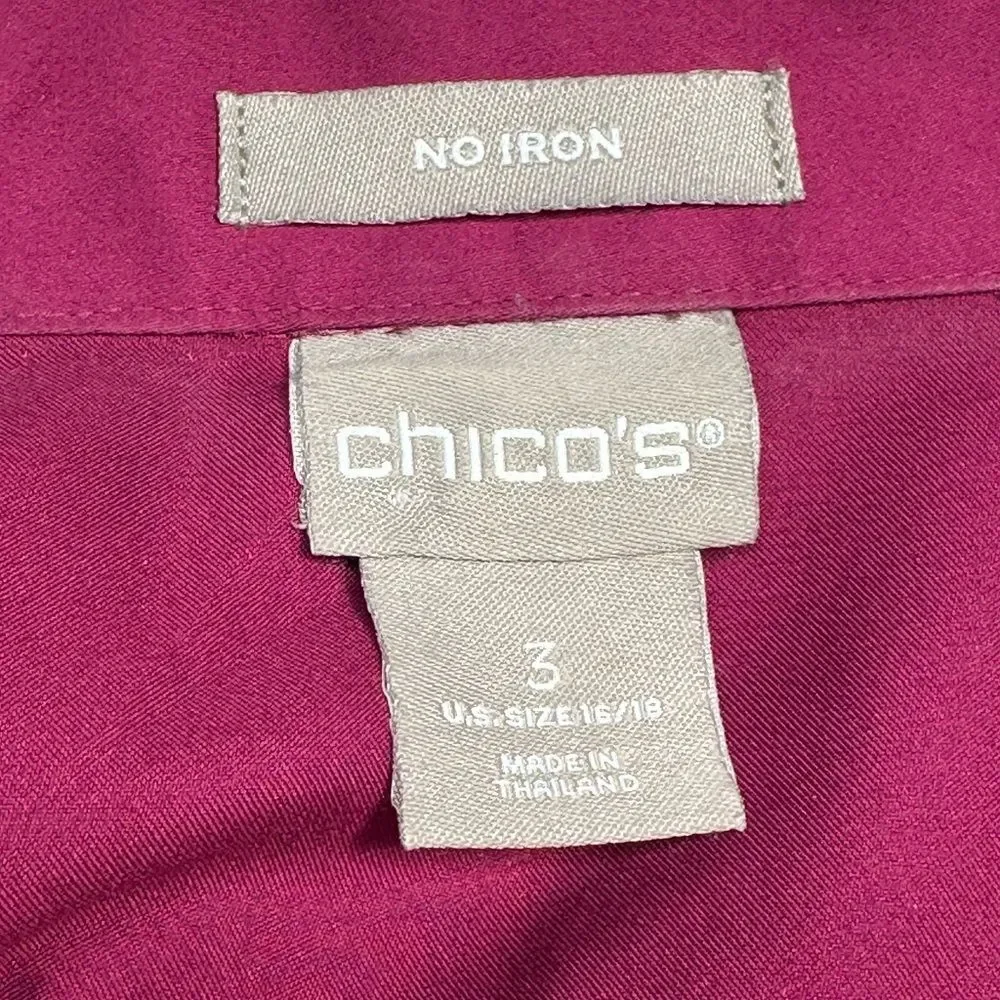 NO IRON
chico's®
3
U.S. SIZE 16/18
MADE IN
THAILAND